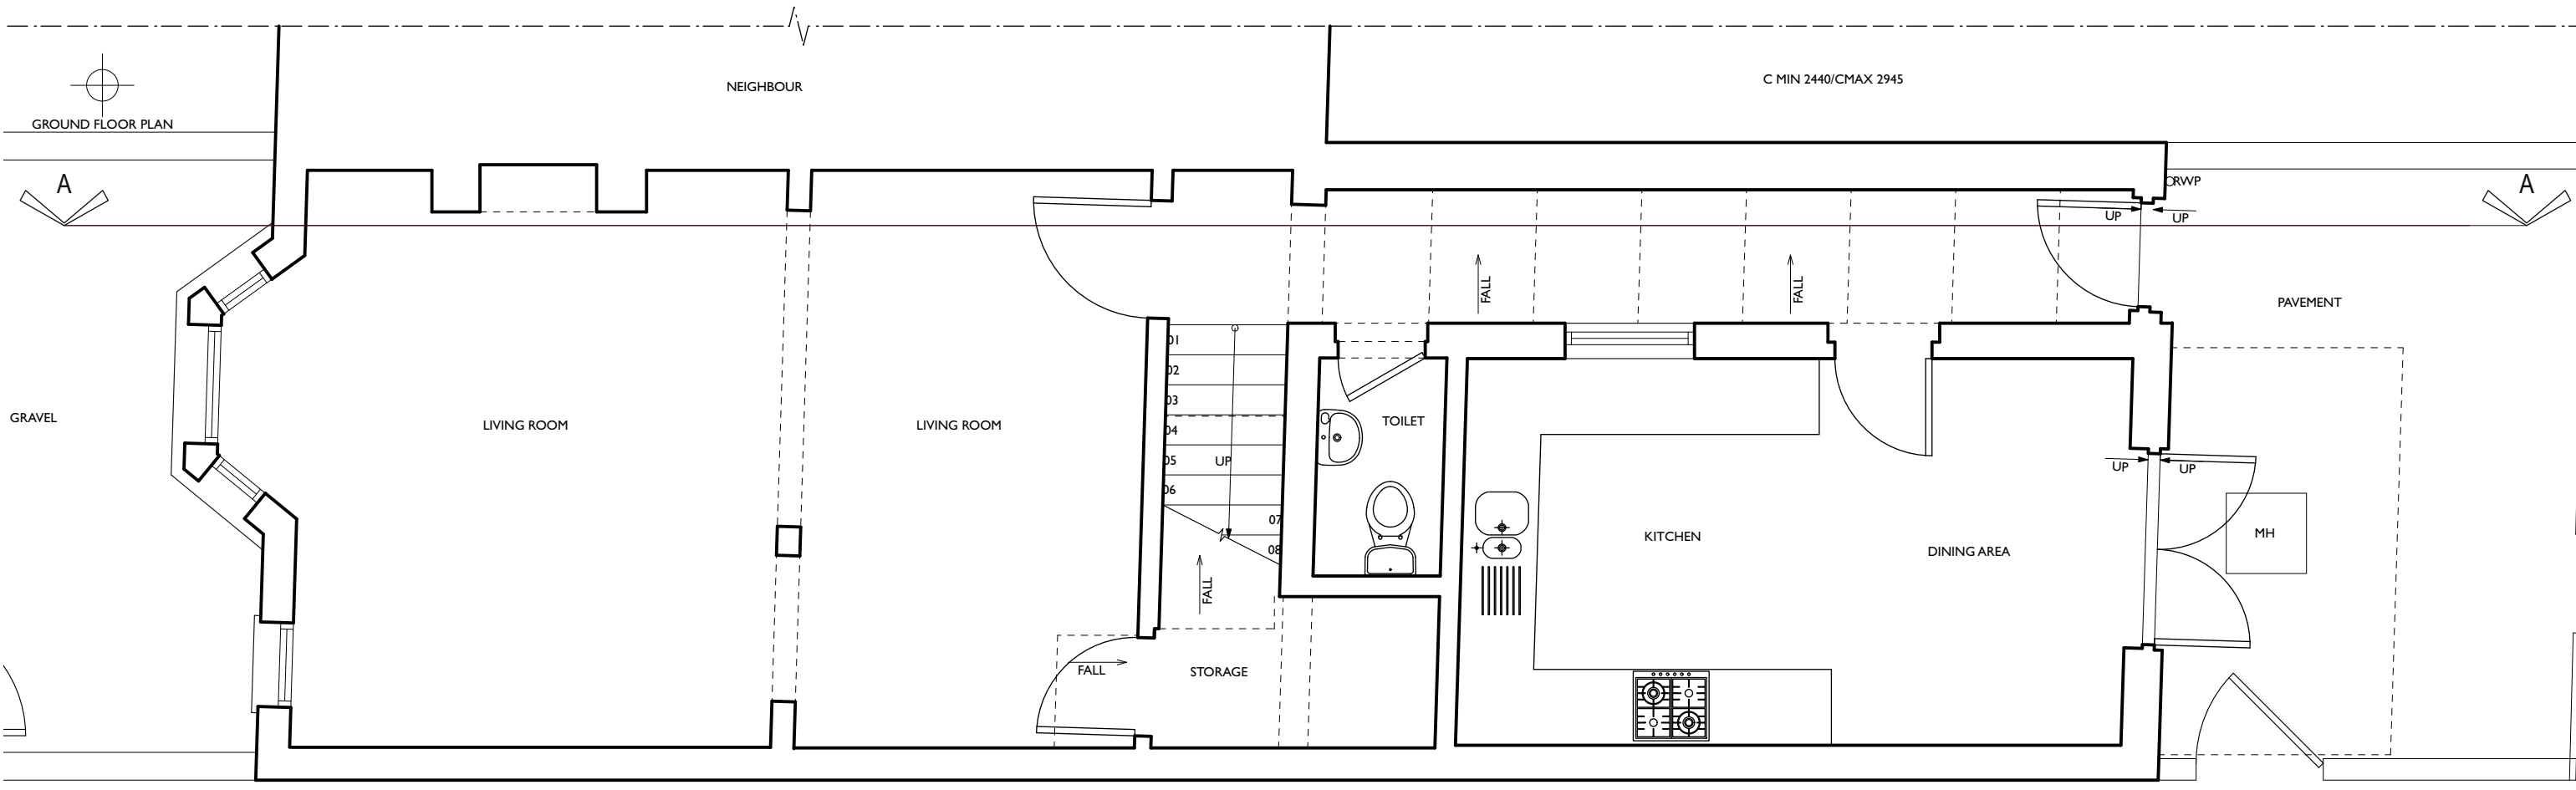 NEIGHBOUR
C MIN 2440/CMAX 2945
GROUND FLOOR PLAN
A
RWP
A
UP
UP
FALL
FALL
PAVEMENT
01
02
03
04
05
06
07
08
UP
GRAVEL
LIVING ROOM
LIVING ROOM
TOILET
UP
UP
KITCHEN
DINING AREA
MH
FALL
FALL
STORAGE